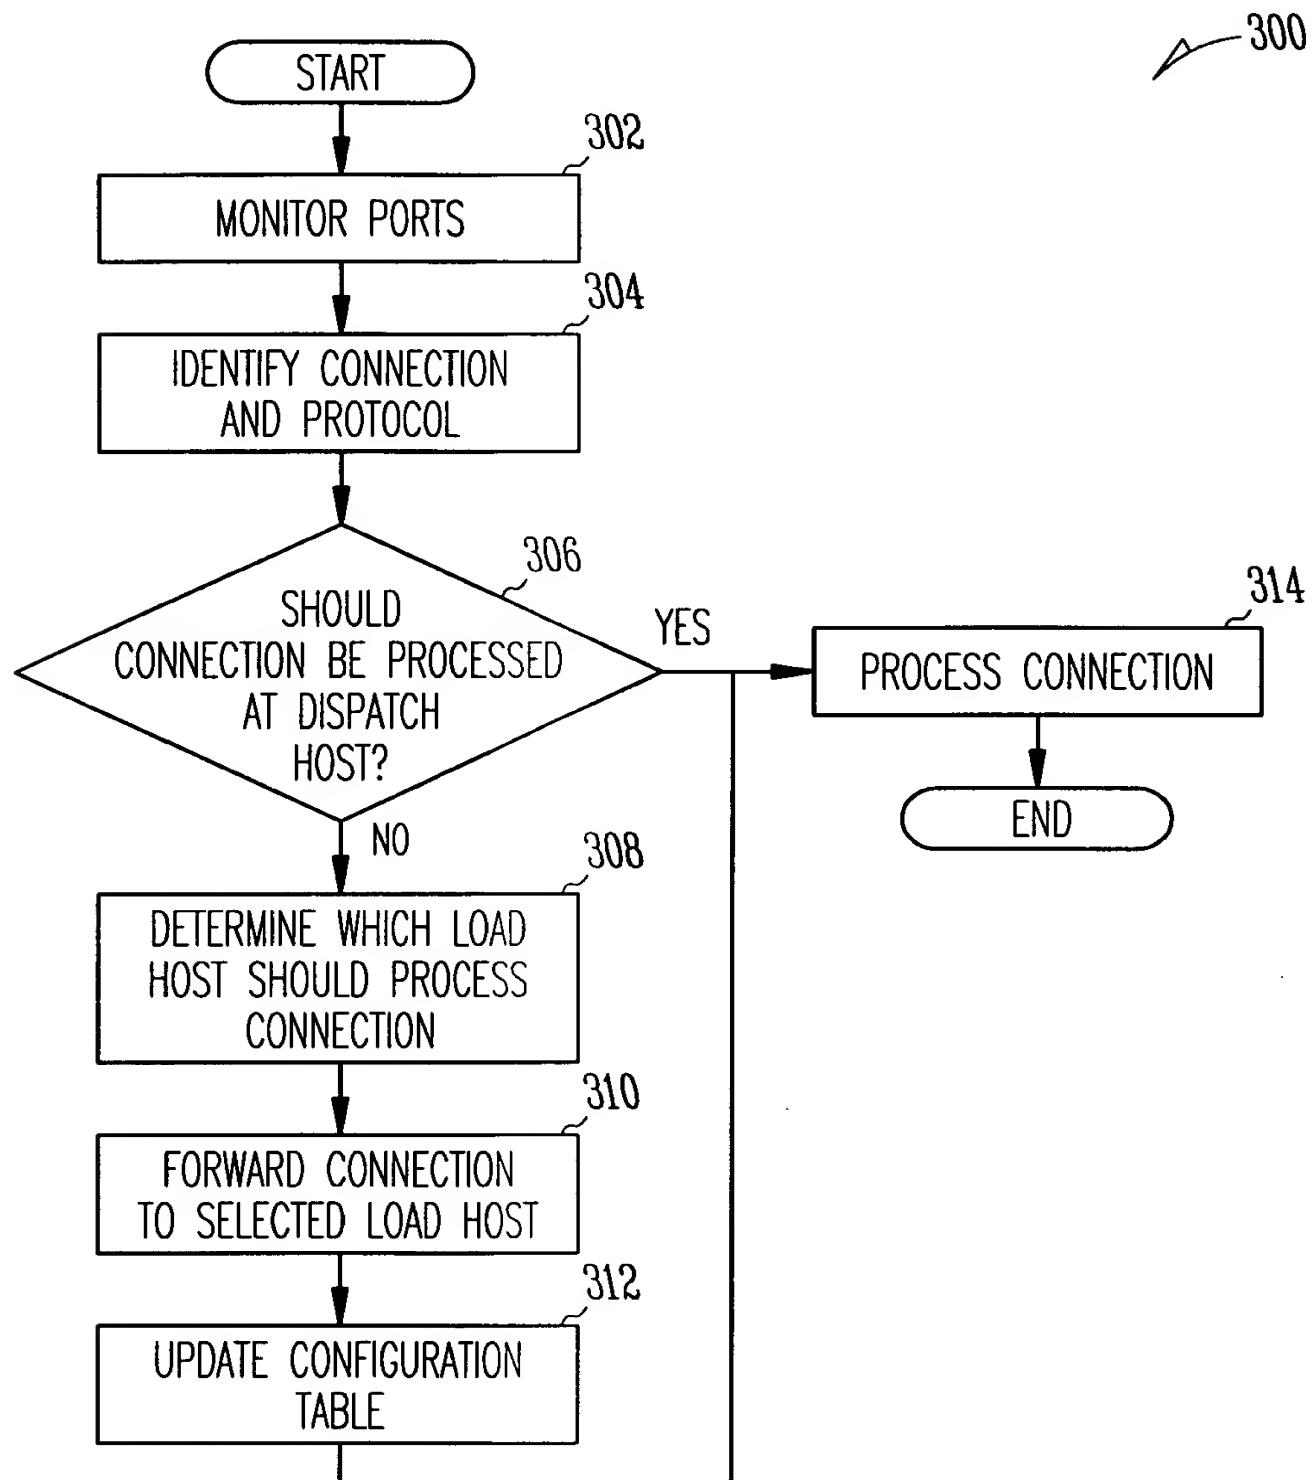 300
START
302
MONITOR PORTS
304
IDENTIFY CONNECTION
AND PROTOCOL
306
SHOULD
CONNECTION BE PROCESSED
AT DISPATCH
HOST?
YES
314
PROCESS CONNECTION
END
NO
308
DETERMINE WHICH LOAD
HOST SHOULD PROCESS
CONNECTION
310
FORWARD CONNECTION
TO SELECTED LOAD HOST
312
UPDATE CONFIGURATION
TABLE